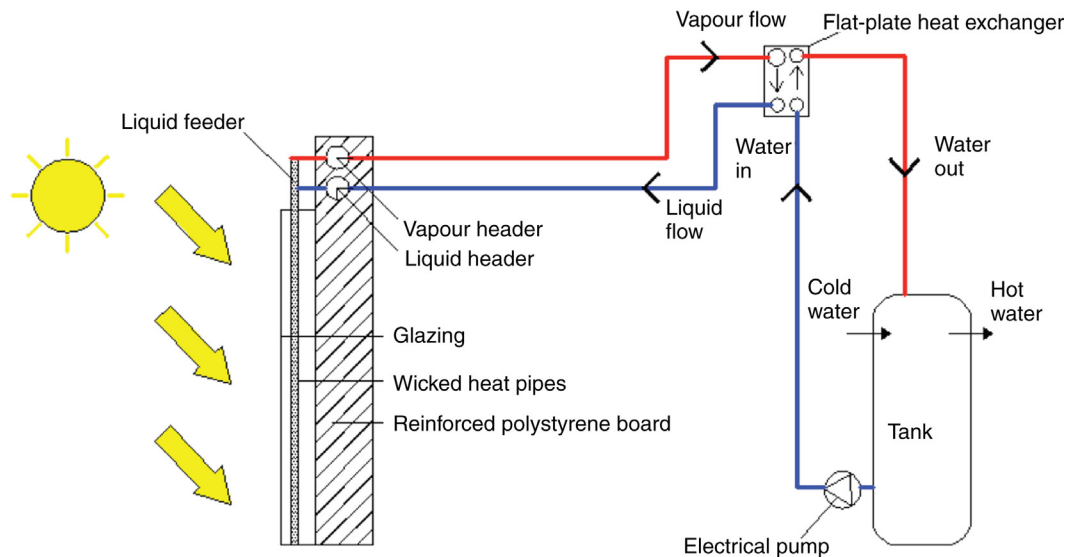 Vapour flow
Flat-plate heat exchanger
Liquid feeder
Water
in
Water
out
Liquid
flow
Vapour header
Liquid header
Cold
water
Hot
water
Glazing
Wicked heat pipes
Reinforced polystyrene board
Tank
Electrical pump